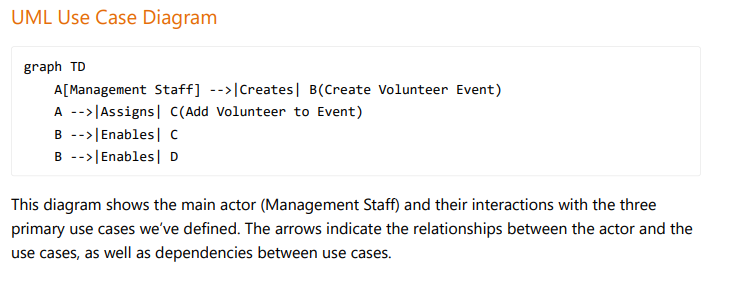 UML Use Case Diagram
graph TD
A[Management Staff] -->|Creates| B(Create Volunteer Event)
A -->|Assigns| C(Add Volunteer to Event)
B -->|Enables| C
B -->|Enables| D
This diagram shows the main actor (Management Staff) and their interactions with the three
primary use cases we’ve defined. The arrows indicate the relationships between the actor and the
use cases, as well as dependencies between use cases.